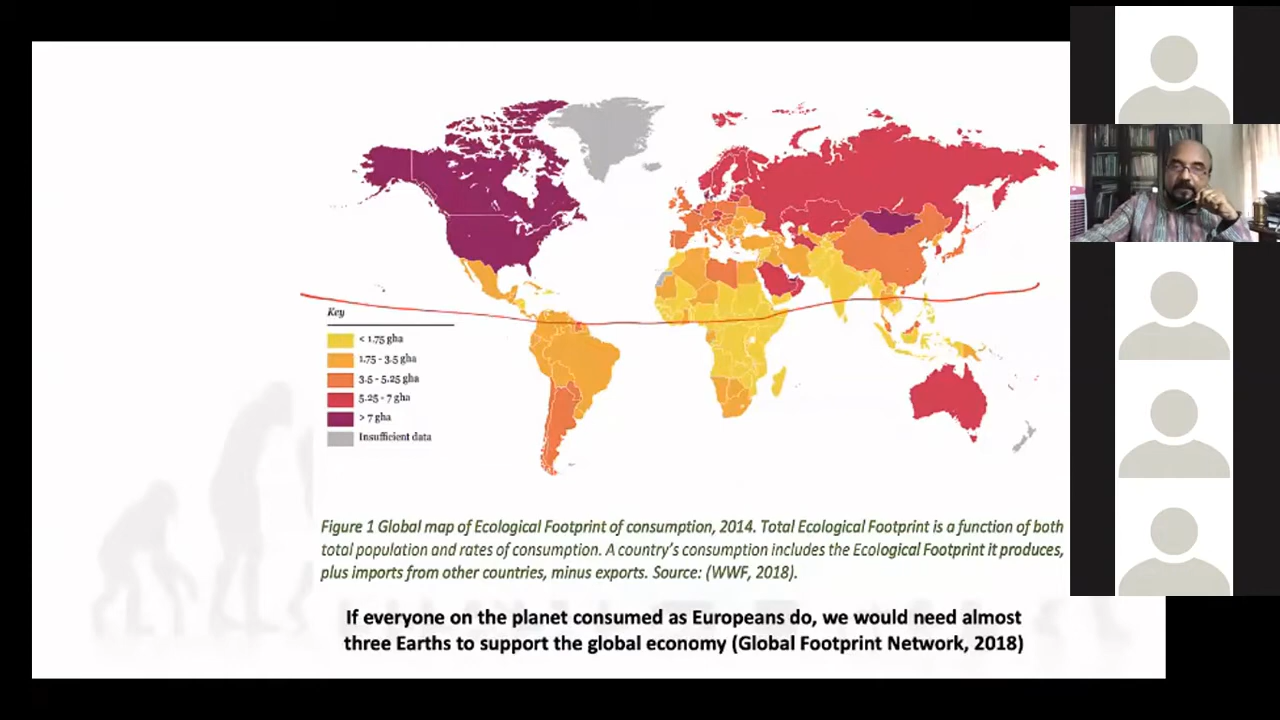 Key
< 1.75 gha
1.75 - 3.5 gha
3.5 - 5.25 gha
5.25 - 7 gha
> 7 gha
Insufficient data
Figure 1 Global map of Ecological Footprint of consumption, 2014. Total Ecological Footprint is a function of both
total population and rates of consumption. A country's consumption includes the Ecological Footprint it produces,
plus imports from other countries, minus exports. Source: (WWF, 2018).
If everyone on the planet consumed as Europeans do, we would need almost
three Earths to support the global economy (Global Footprint Network, 2018)